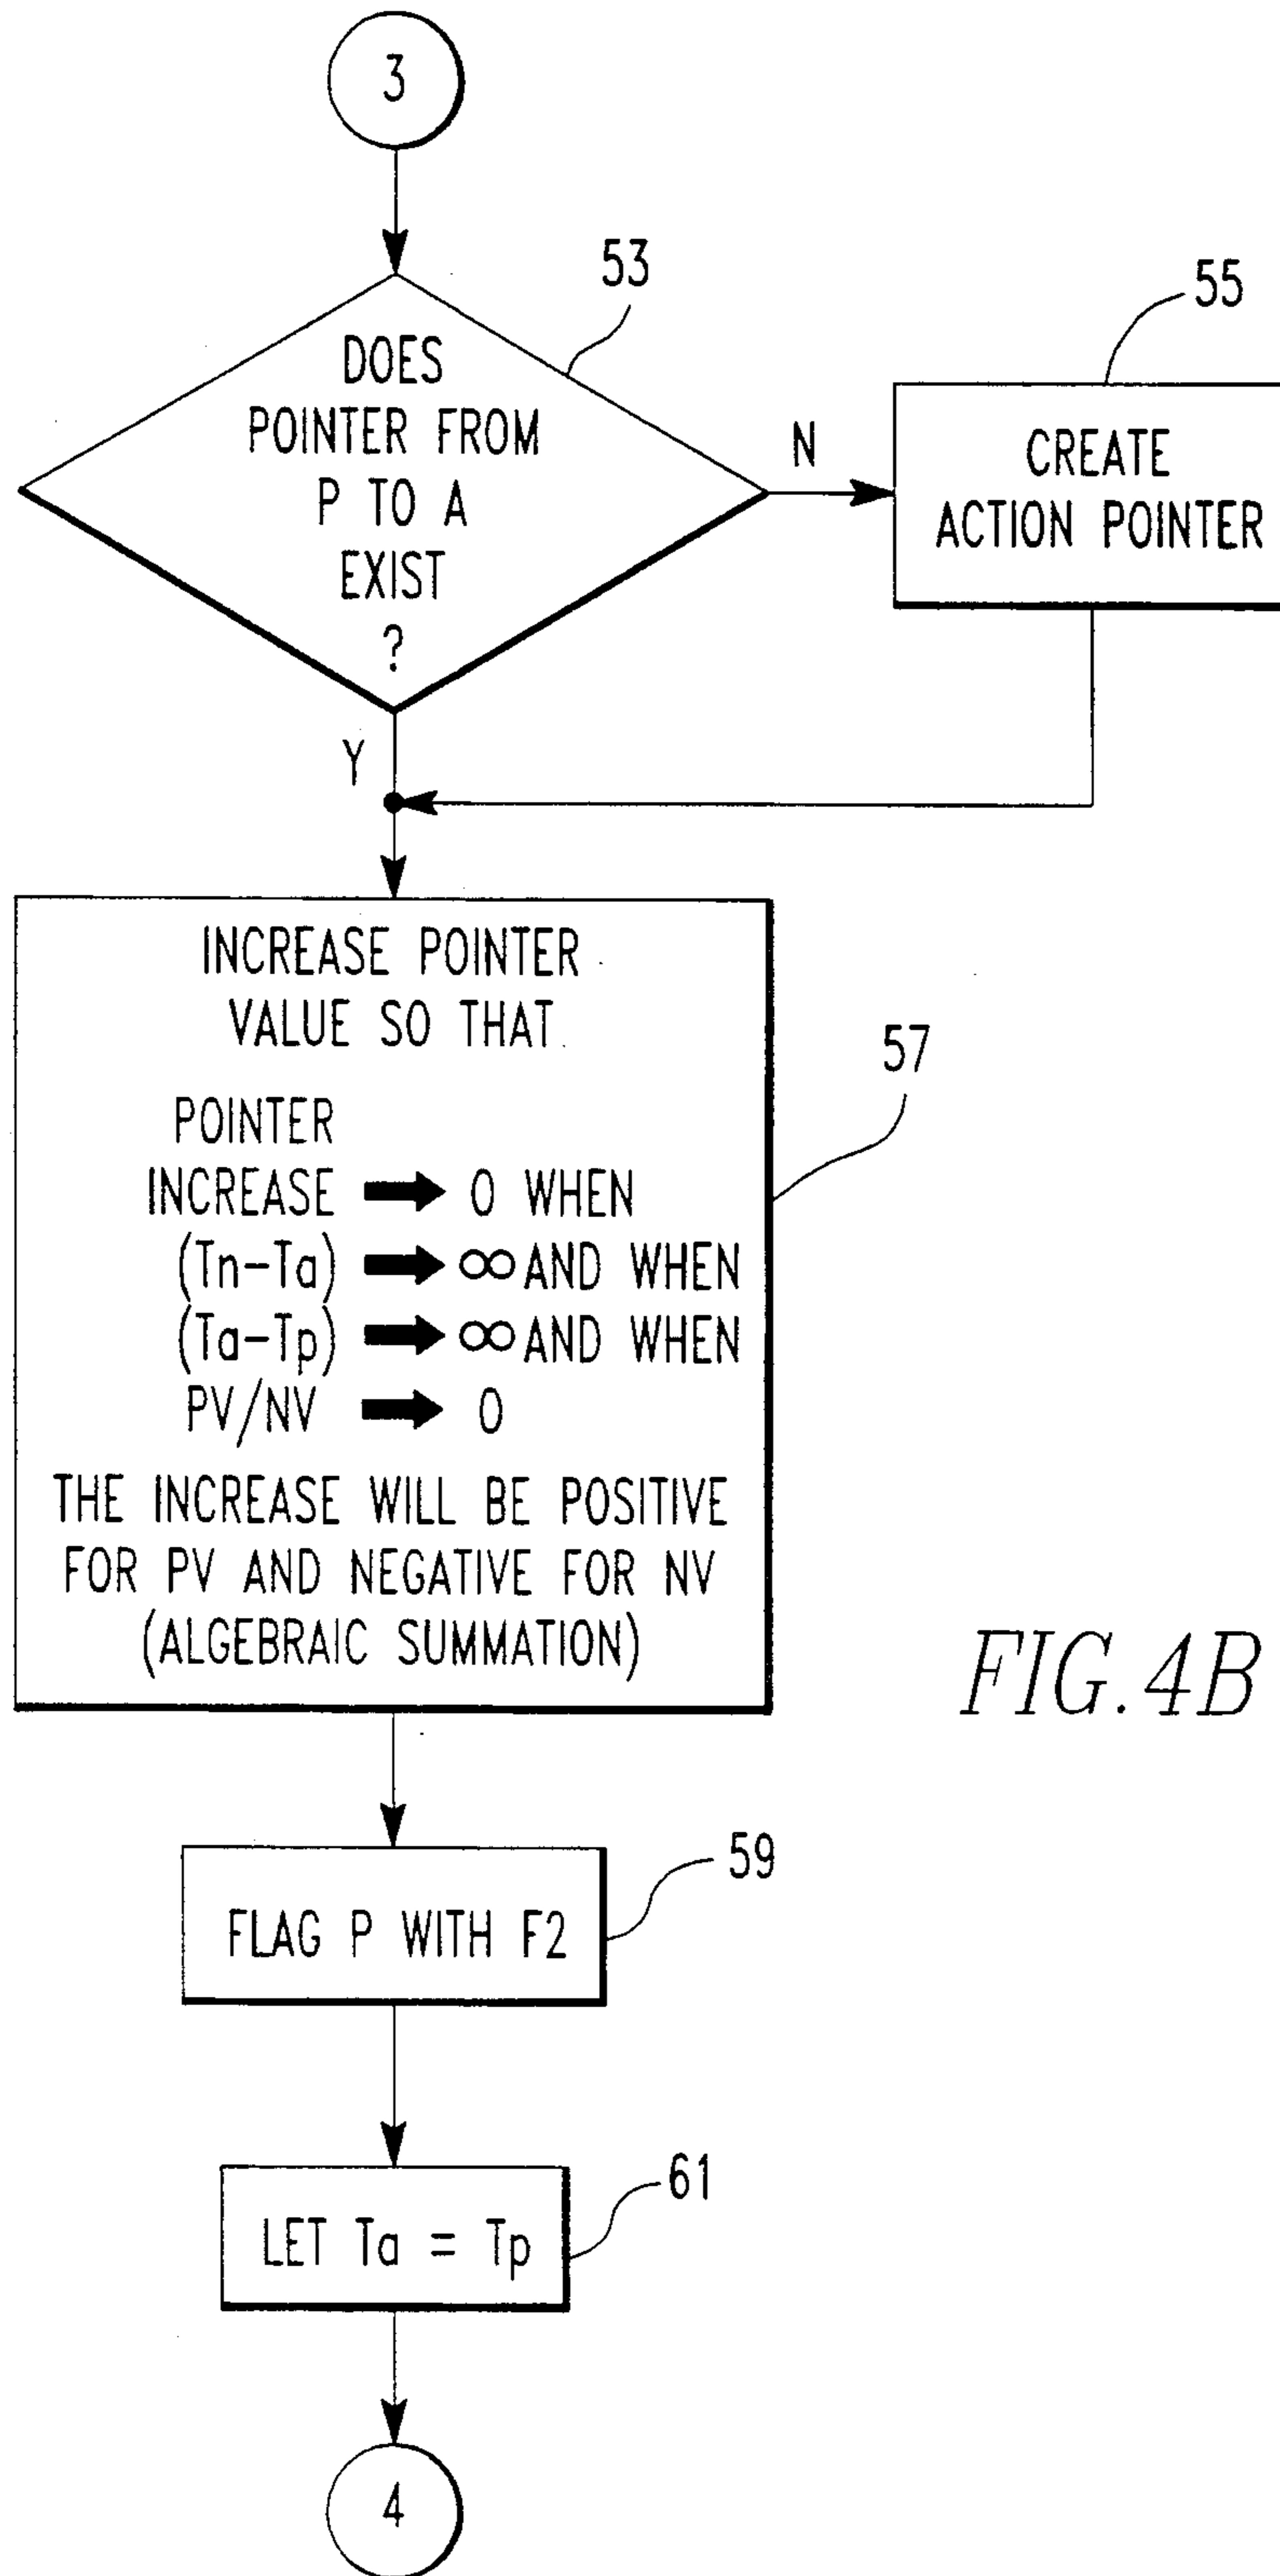 3
53
DOES
POINTER FROM
P TO A
EXIST
?
N
55
CREATE
ACTION POINTER
Y
57
INCREASE POINTER
VALUE SO THAT
POINTER
INCREASE ➡ 0 WHEN
(Tn-Ta) ➡ ∞ AND WHEN
(Ta-Tp) ➡ ∞ AND WHEN
PV/NV ➡ 0
THE INCREASE WILL BE POSITIVE
FOR PV AND NEGATIVE FOR NV
(ALGEBRAIC SUMMATION)
FIG. 4B
59
FLAG P WITH F2
61
LET Ta = Tp
4